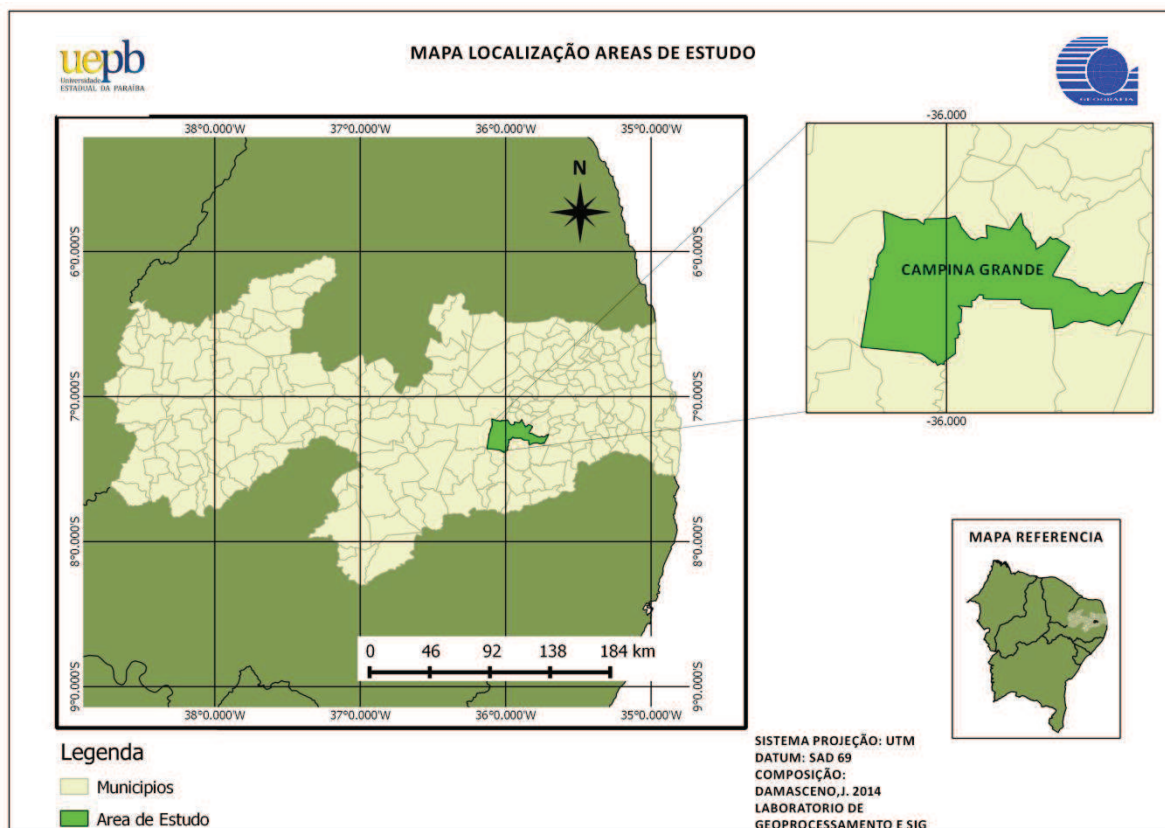 uepb
Universidade
ESTADUAL DA PARAÍBA
MAPA LOCALIZAÇÃO AREAS DE ESTUDO
GEOGRAFIA
38°0.000'W 37°0.000'W 36°0.000'W 35°0.000'W
N
6°0.000'S 6°0.000'S
7°0.000'S 7°0.000'S
8°0.000'S 8°0.000'S
9°0.000'S 9°0.000'S
0 46 92 138 184 km
38°0.000'W 37°0.000'W 36°0.000'W 35°0.000'W
-36.000
CAMPINA GRANDE
-36.000
MAPA REFERENCIA
Legenda
Municipios
Area de Estudo
SISTEMA PROJEÇÃO: UTM
DATUM: SAD 69
COMPOSIÇÃO:
DAMASCENO,J. 2014
LABORATORIO DE
GEOPROCESSAMENTO E SIG